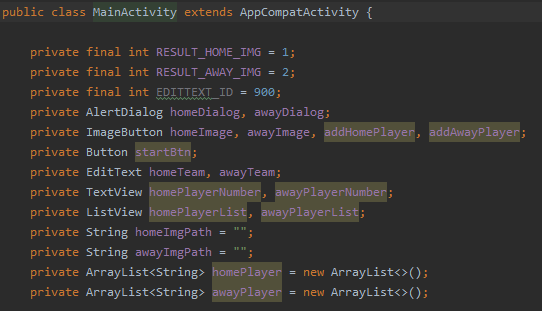 public class MainActivity extends AppCompatActivity {
private final int RESULT_HOME_IMG = 1;
private final int RESULT_AWAY_IMG = 2;
private final int EDITTEXT_ID = 900;
private AlertDialog homeDialog, awayDialog;
private ImageButton homeImage, awayImage, addHomePlayer, addAwayPlayer;
private Button startBtn;
private EditText homeTeam, awayTeam;
private TextView homePlayerNumber, awayPlayerNumber;
private ListView homePlayerList, awayPlayerList;
private String homeImgPath = "";
private String awayImgPath = "";
private ArrayList<String> homePlayer = new ArrayList<>();
private ArrayList<String> awayPlayer = new ArrayList<>();